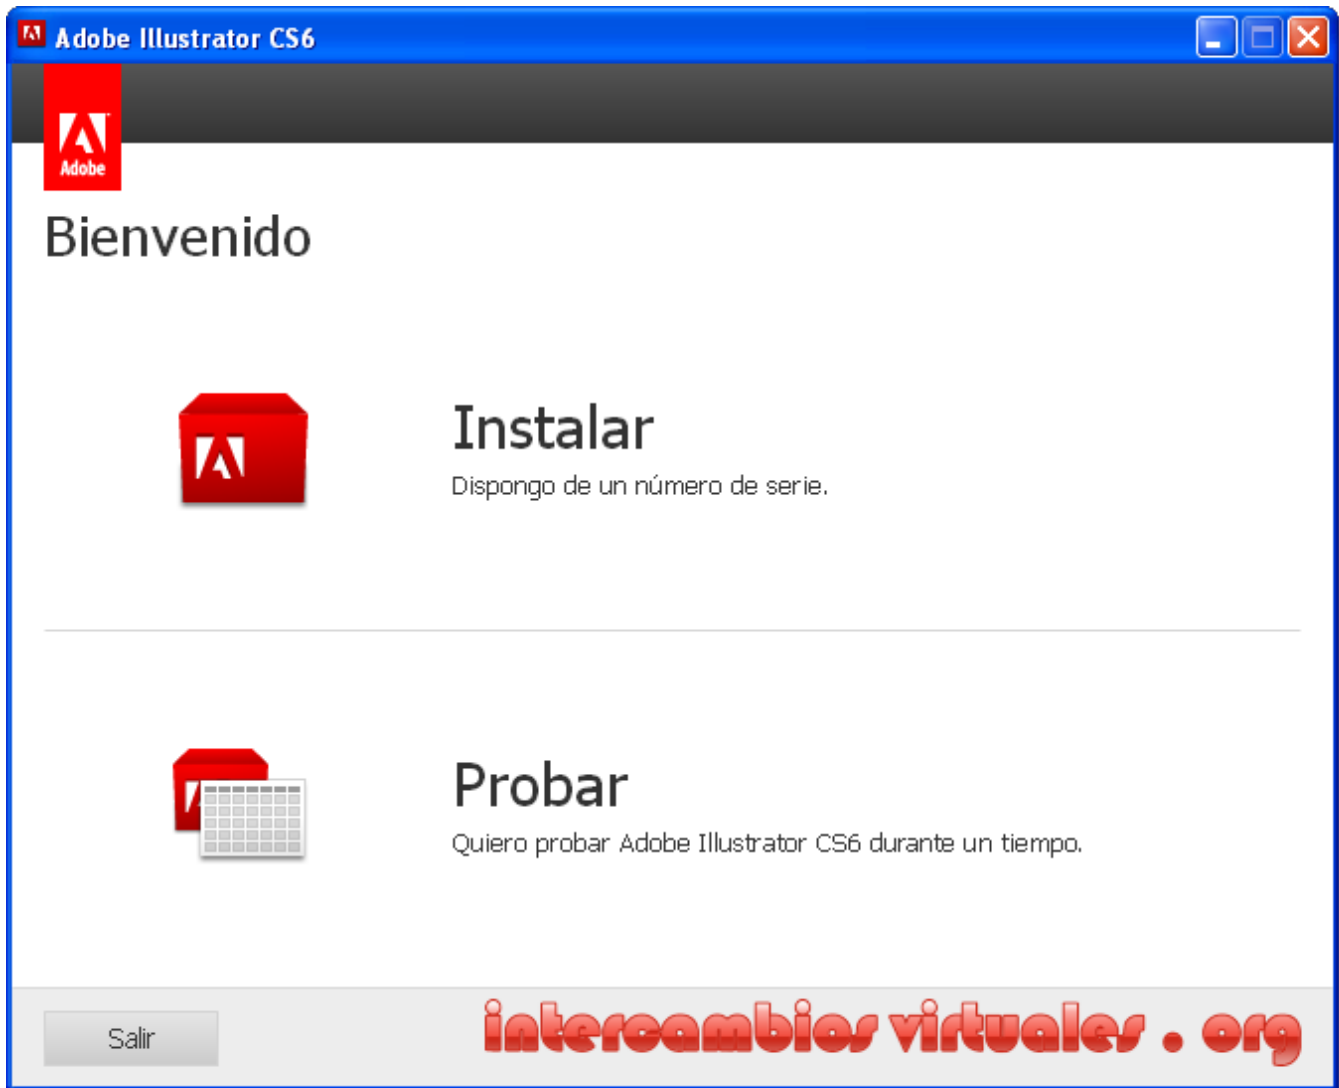 Adobe Illustrator CS6
Adobe
Bienvenido
Instalar
Dispongo de un número de serie.
Probar
Quiero probar Adobe Illustrator CS6 durante un tiempo.
Salir
intercambios virtuales . org